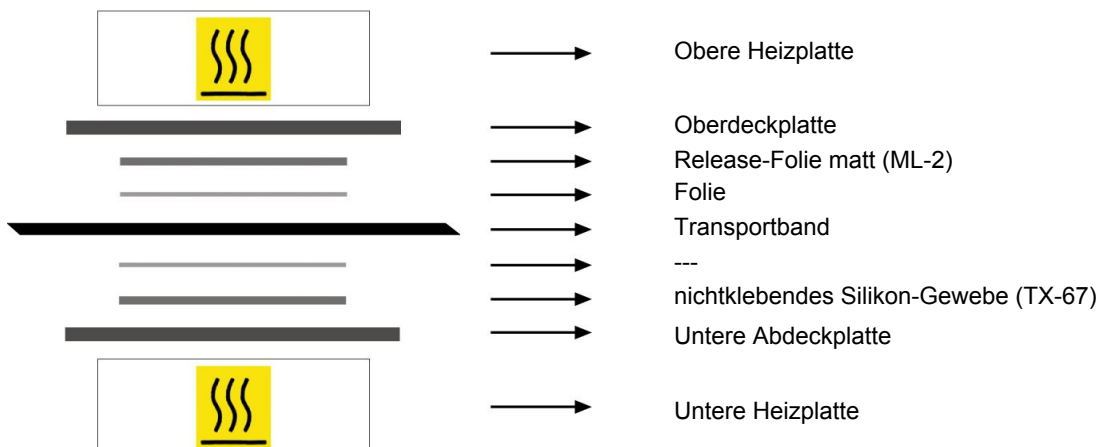 Obere Heizplatte
Oberdeckplatte
Release-Folie matt (ML-2)
Folie
Transportband
---
nichtklebendes Silikon-Gewebe (TX-67)
Untere Abdeckplatte
Untere Heizplatte